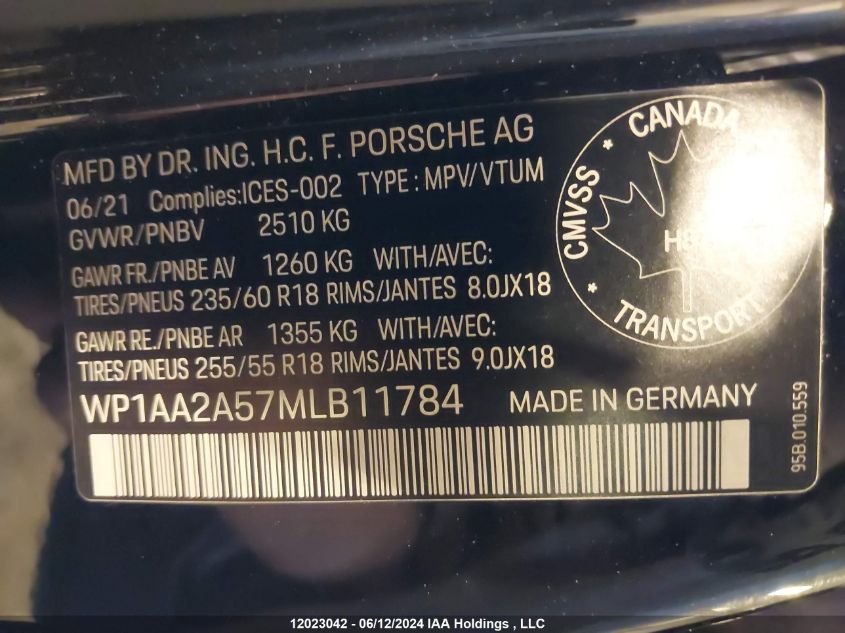 MFD BY DR. ING. H.C. F. PORSCHE AG
06/21 Complies:ICES-002 TYPE : MPV/VTUM
GVWR/PNBV 2510 KG
GAWR FR./PNBE AV 1260 KG WITH/AVEC:
TIRES/PNEUS 235/60 R18 RIMS/JANTES 8.0JX18
GAWR RE./PNBE AR 1355 KG WITH/AVEC:
TIRES/PNEUS 255/55 R18 RIMS/JANTES 9.0JX18
WP1AA2A57MLB11784 MADE IN GERMANY
* CANADA
CMVSS
* TRANSPORT
95B.010.559
12023042 - 06/12/2024 IAA Holdings , LLC